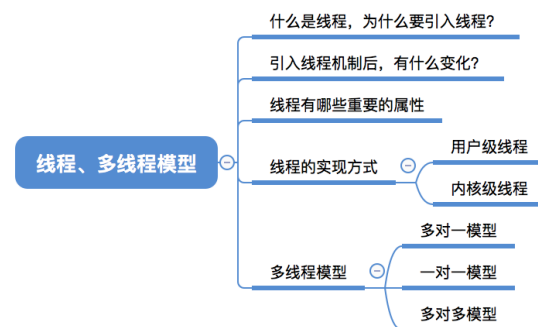 什么是线程，为什么要引入线程？
引入线程机制后，有什么变化？
线程有哪些重要的属性
线程、多线程模型
线程的实现方式
用户级线程
内核级线程
多线程模型
多对一模型
一对一模型
多对多模型